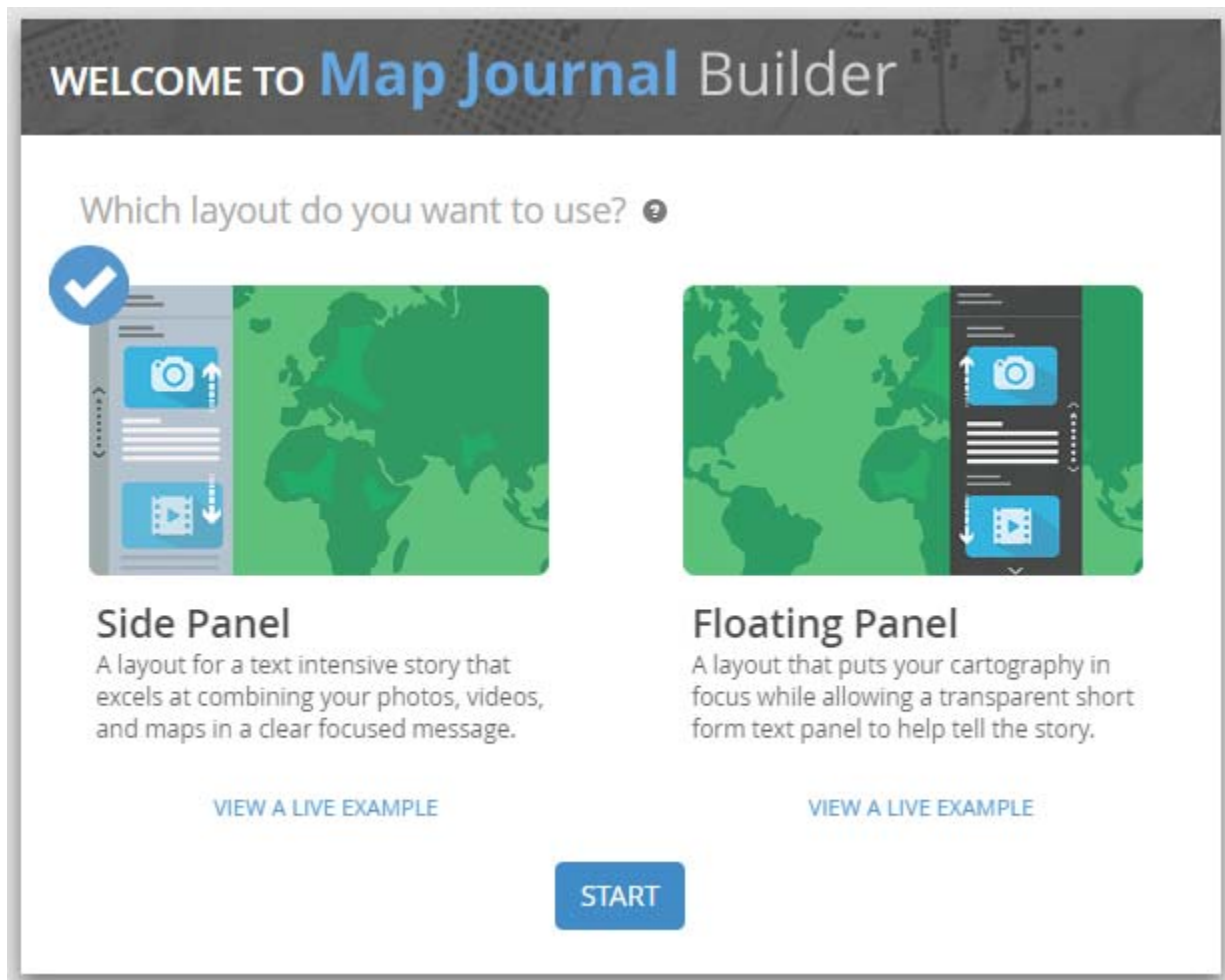 WELCOME TO Map Journal Builder
Which layout do you want to use? ?
Side Panel
A layout for a text intensive story that
excels at combining your photos, videos,
and maps in a clear focused message.
VIEW A LIVE EXAMPLE
Floating Panel
A layout that puts your cartography in
focus while allowing a transparent short
form text panel to help tell the story.
VIEW A LIVE EXAMPLE
START